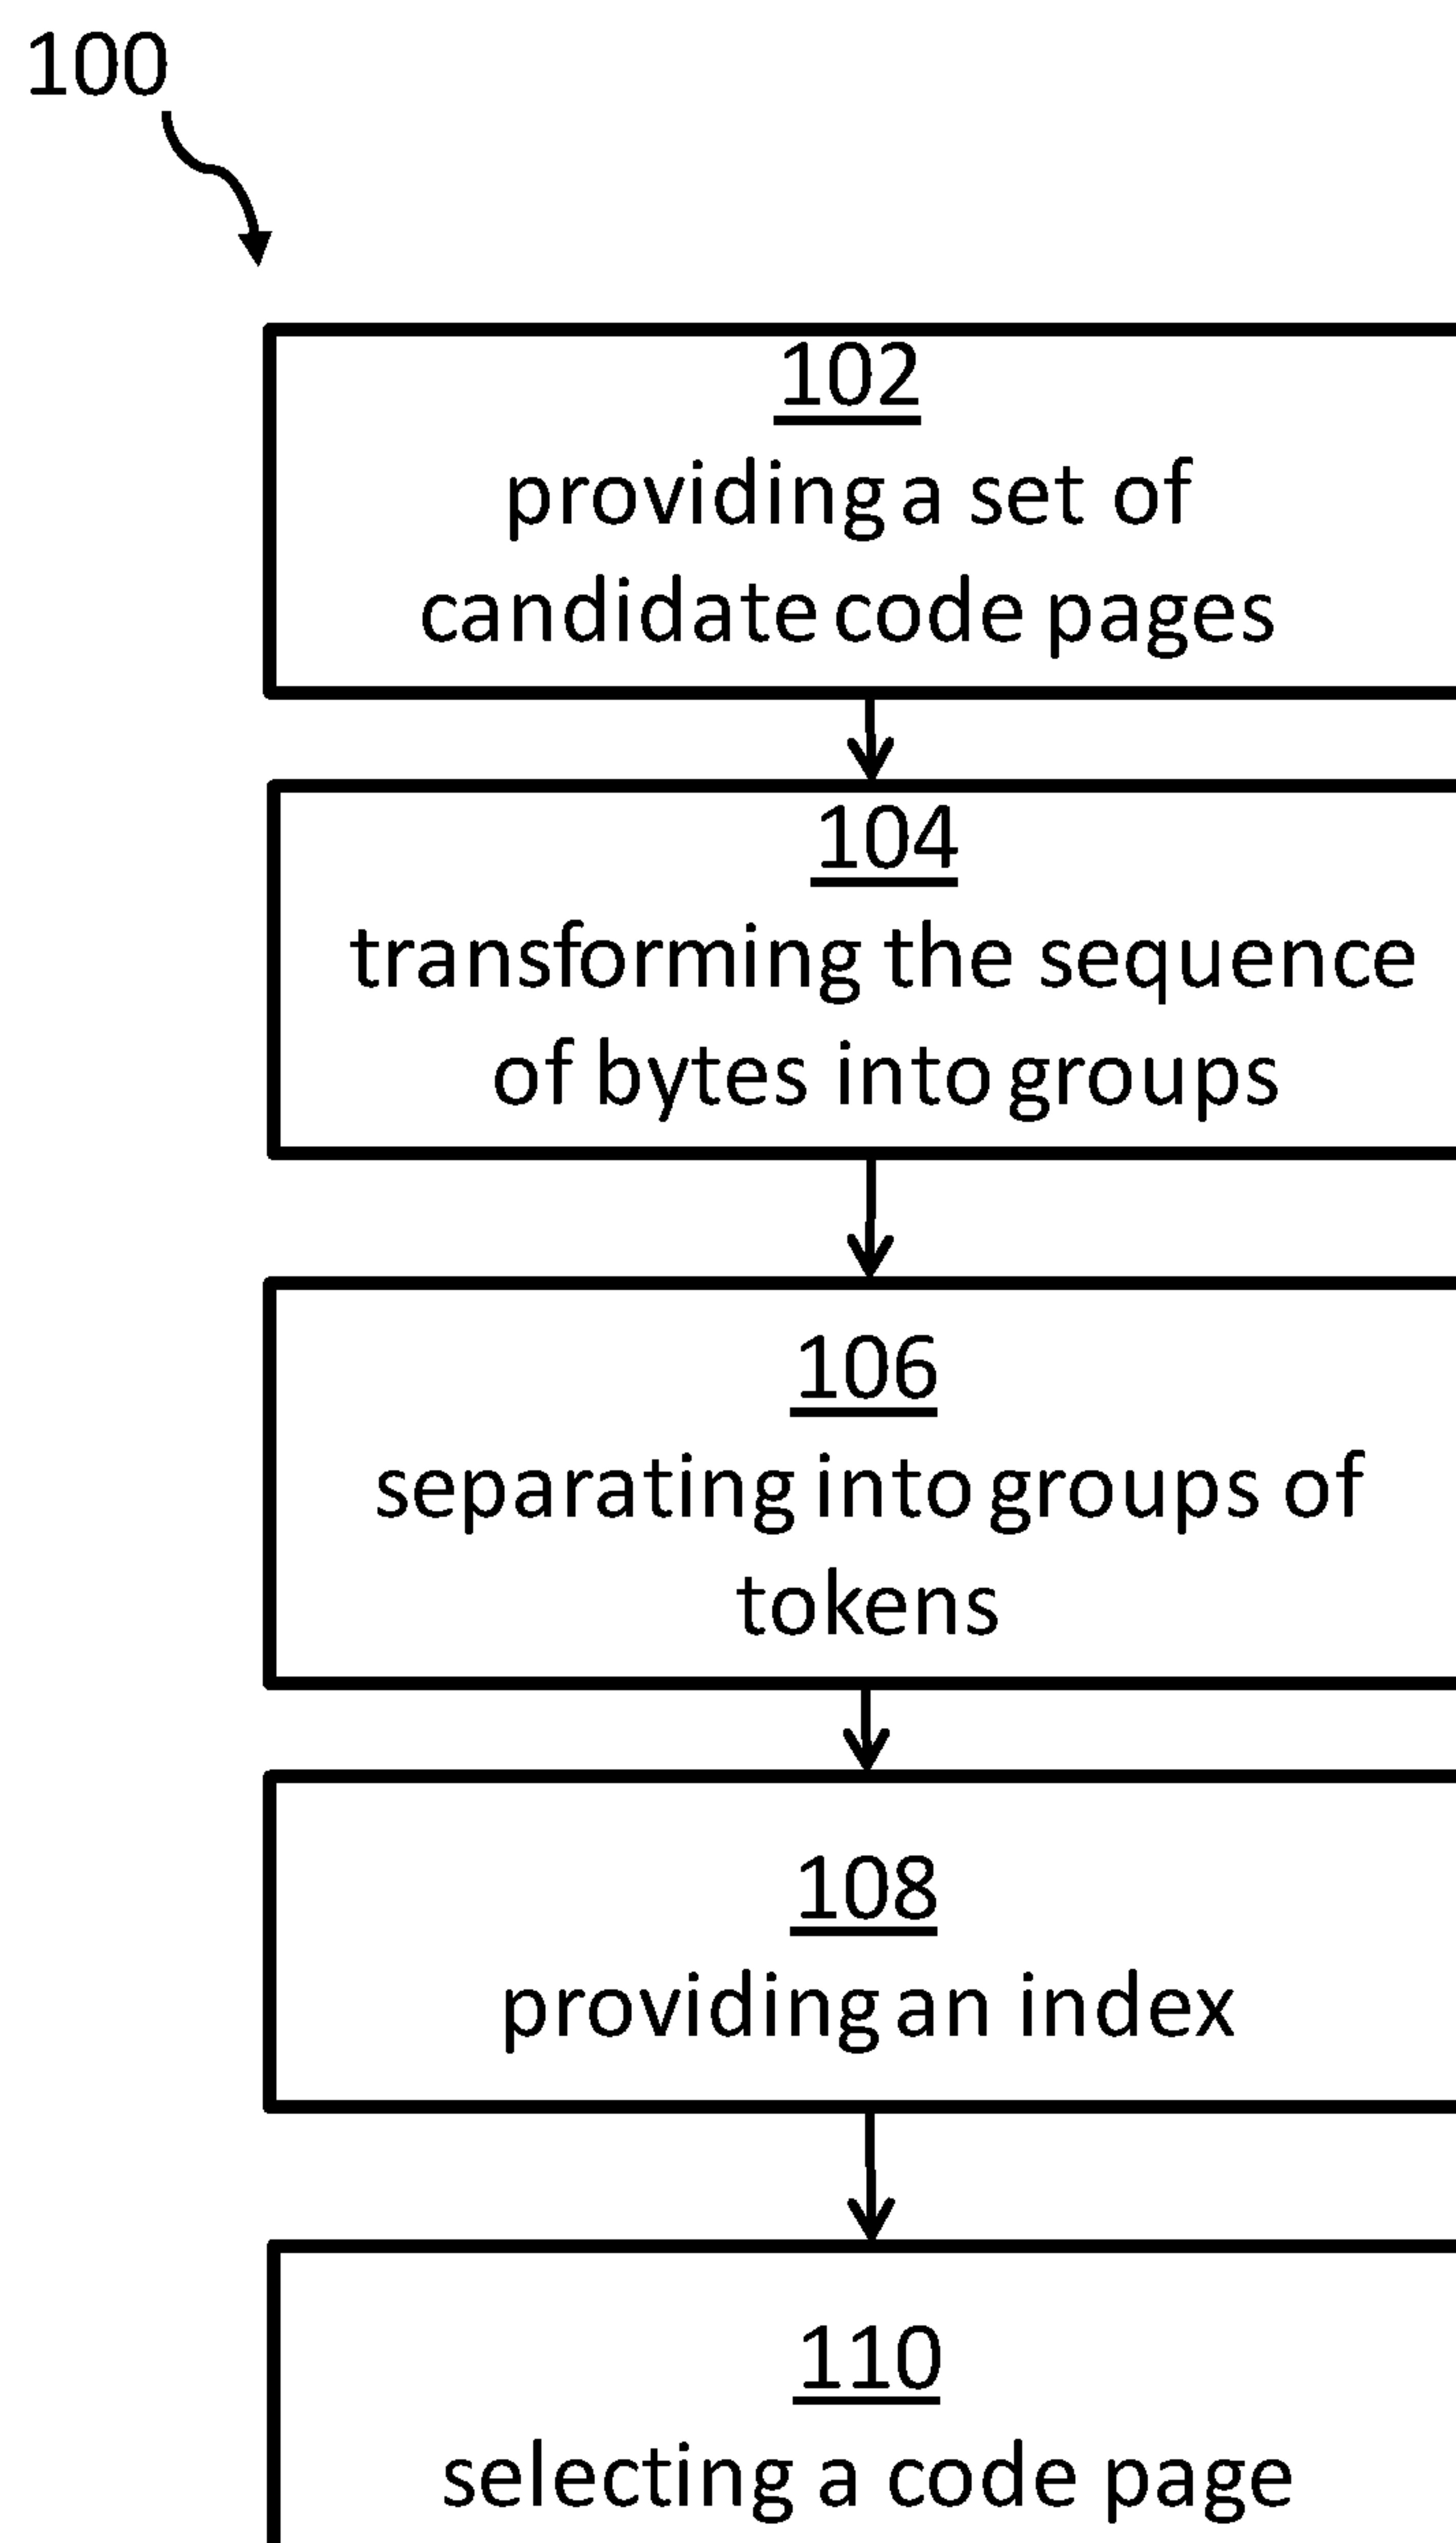 100
102
providing a set of
candidate code pages
104
transforming the sequence
of bytes into groups
106
separating into groups of
tokens
108
providing an index
110
selecting a code page